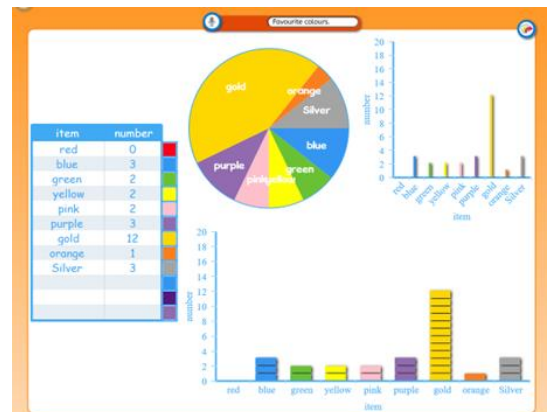 Favourite colours.
item number
red 0
blue 3
green 2
yellow 2
pink 2
purple 3
gold 12
orange 1
Silver 3
gold
orange
Silver
blue
green
yellow
pink
purple
20
18
16
14
12
10
8
6
4
2
0
number
red blue green yellow pink purple gold orange Silver
item
20
18
16
14
12
10
8
6
4
2
0
number
red blue green yellow pink purple gold orange Silver
item